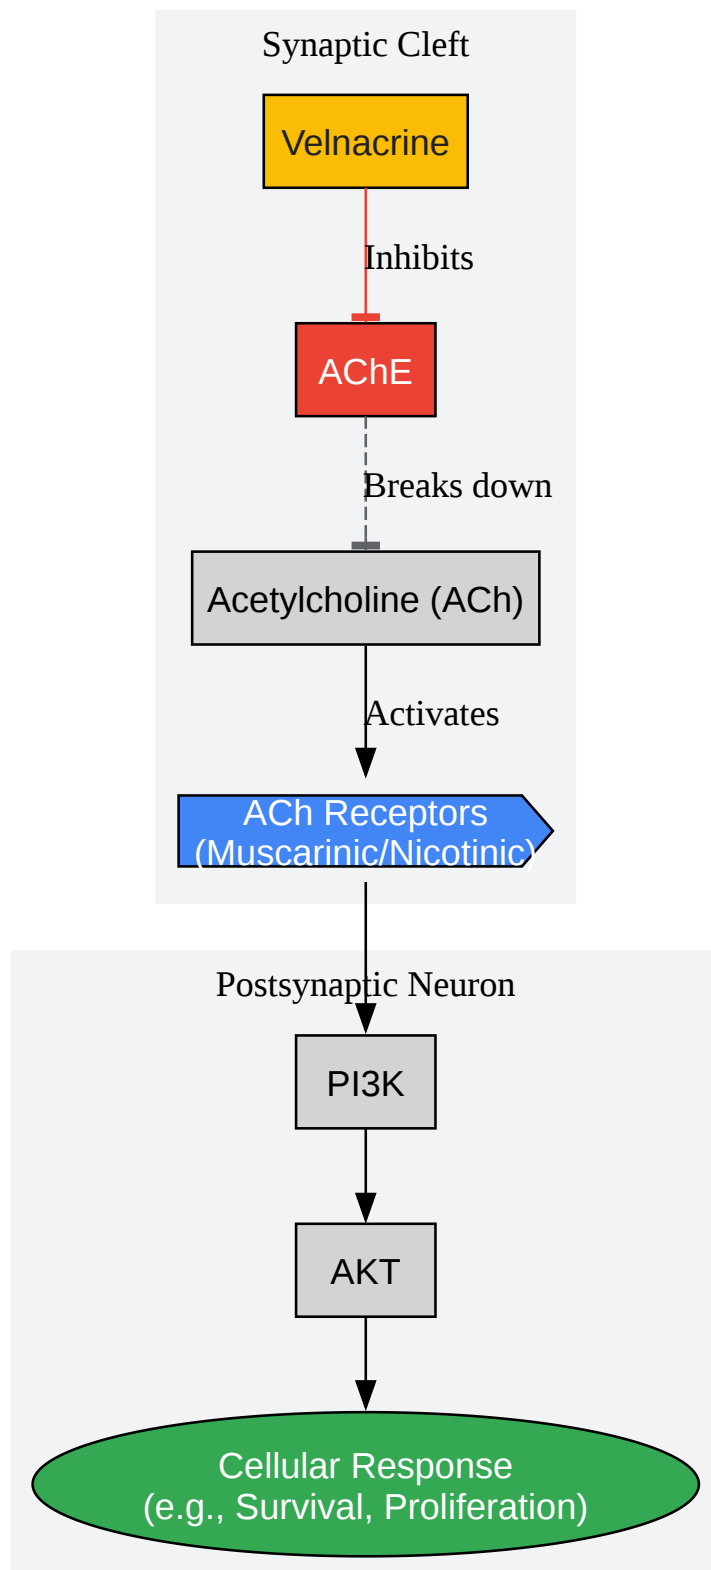 Synaptic Cleft
Velnacrine
Inhibits
AChE
Breaks down
Acetylcholine (ACh)
Activates
ACh Receptors
(Muscarinic/Nicotinic)
Postsynaptic Neuron
PI3K
AKT
Cellular Response
(e.g., Survival, Proliferation)